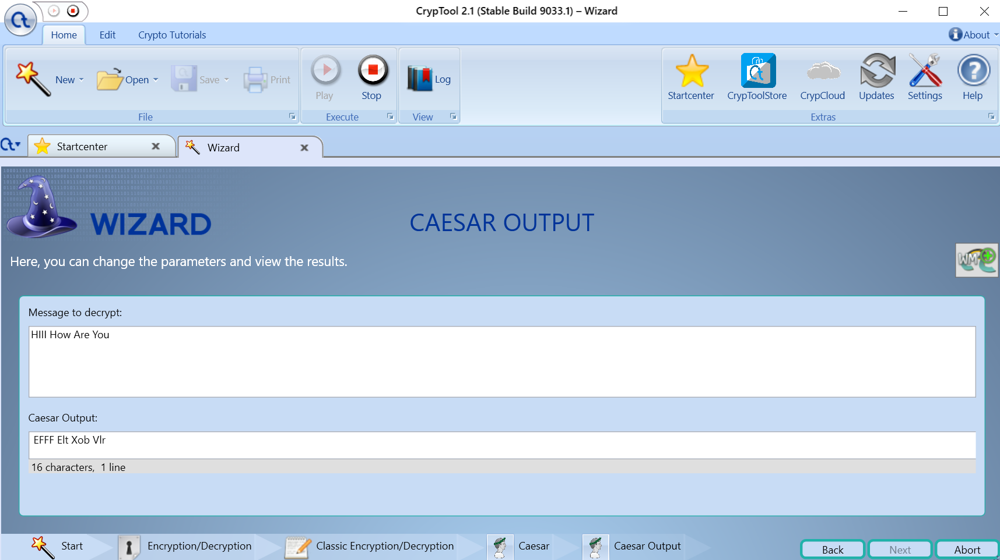 CrypTool 2.1 (Stable Build 9033.1) – Wizard
Home Edit Crypto Tutorials About
New Open Save Print Play Stop Log Startcenter CrypToolStore CrypCloud Updates Settings Help
File Execute View Extras
Startcenter Wizard
WIZARD
CAESAR OUTPUT
Here, you can change the parameters and view the results.
Message to decrypt:
HIII How Are You
Caesar Output:
EFFF Elt Xob Vlr
16 characters, 1 line
Start Encryption/Decryption Classic Encryption/Decryption Caesar Caesar Output
Back Next Abort